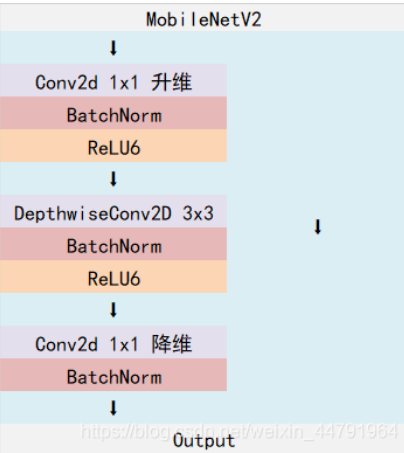 MobileNetV2
Conv2d 1x1 升维
BatchNorm
ReLU6
DepthwiseConv2D 3x3
BatchNorm
ReLU6
Conv2d 1x1 降维
BatchNorm
https://blog.csdn.net/weixin_44791964
Output